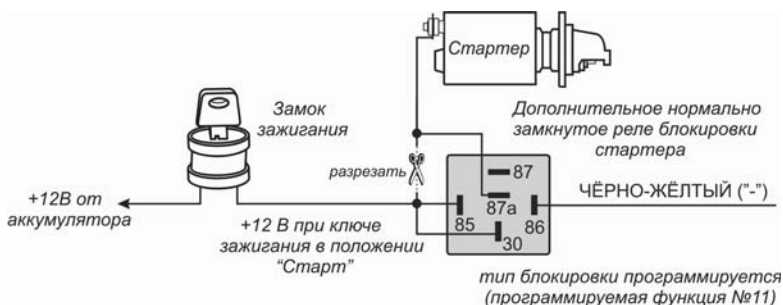 Стартер
Замок
зажигания
Дополнительное нормально
замкнутое реле блокировки
стартера
разрезать
87
87а
85
86
30
ЧЁРНО-ЖЁЛТЫЙ ("-")
+12В от
аккумулятора
+12 В при ключе
зажигания в положении
“Старт”
тип блокировки программируется
(программируемая функция №11)